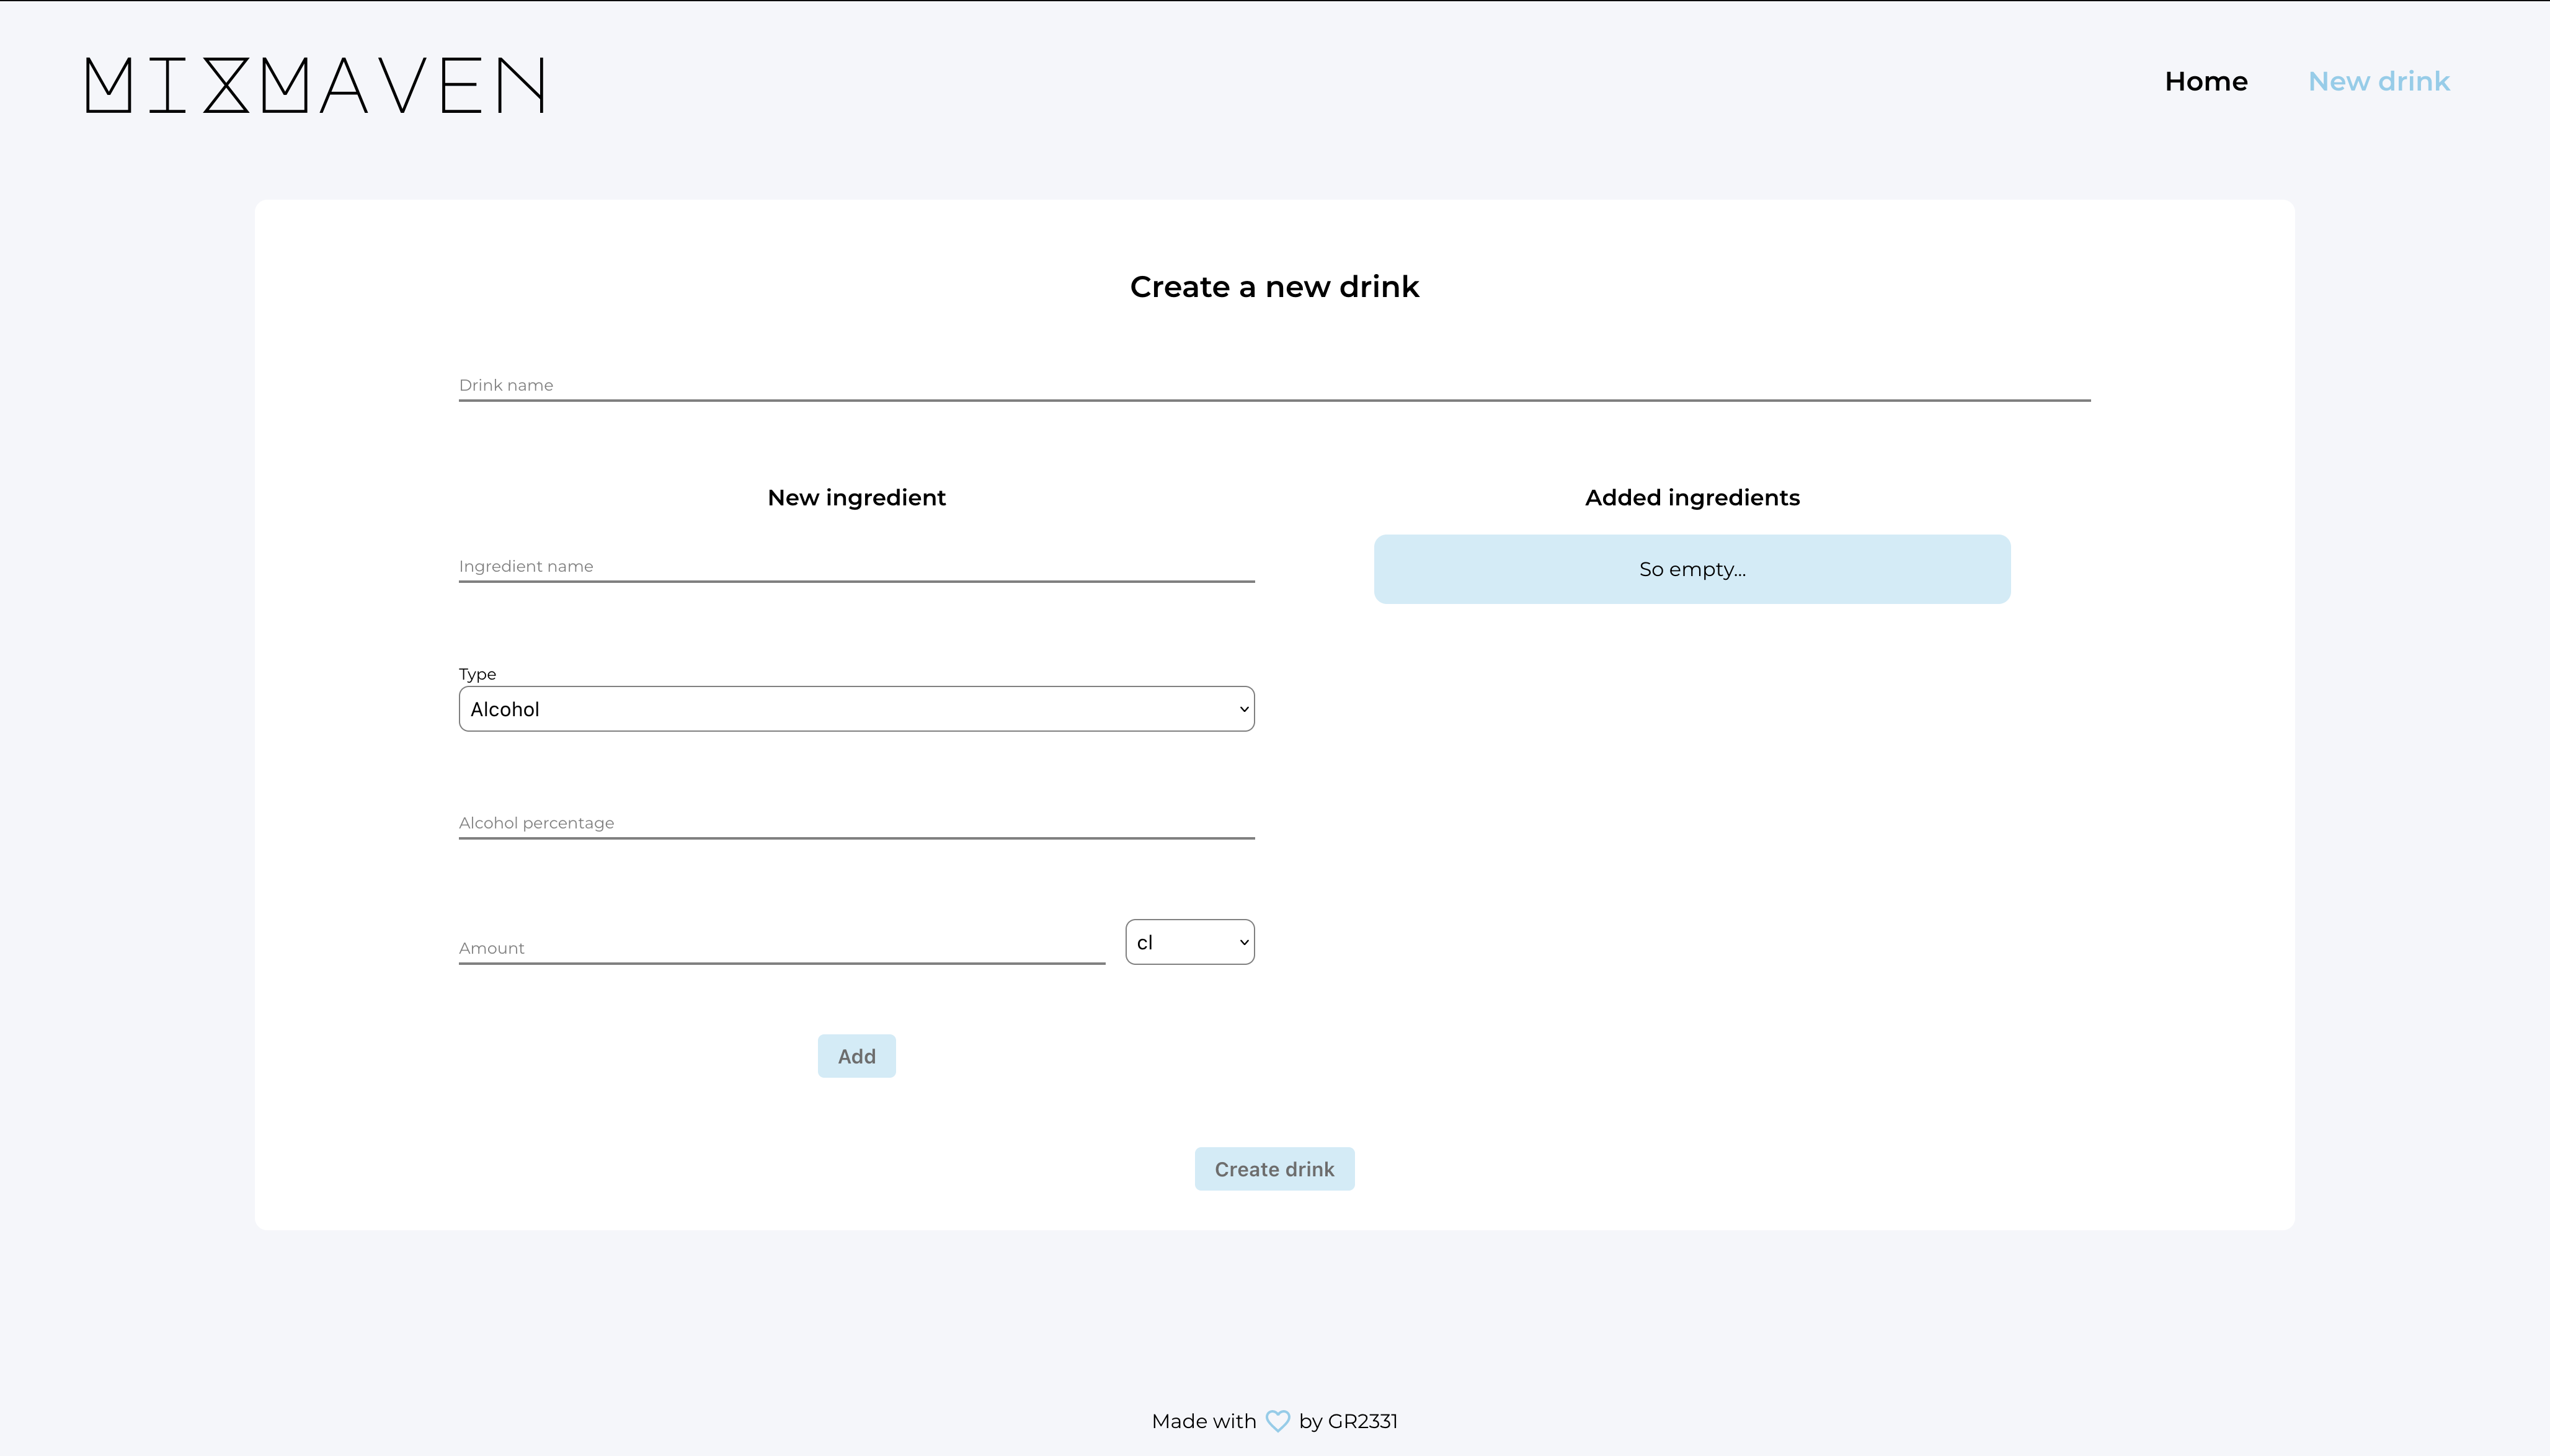 MIXMAVEN
Home
New drink
Create a new drink
Drink name
New ingredient
Ingredient name
Type
Alcohol
Alcohol percentage
Amount
cl
Add
Added ingredients
So empty...
Create drink
Made with by GR2331